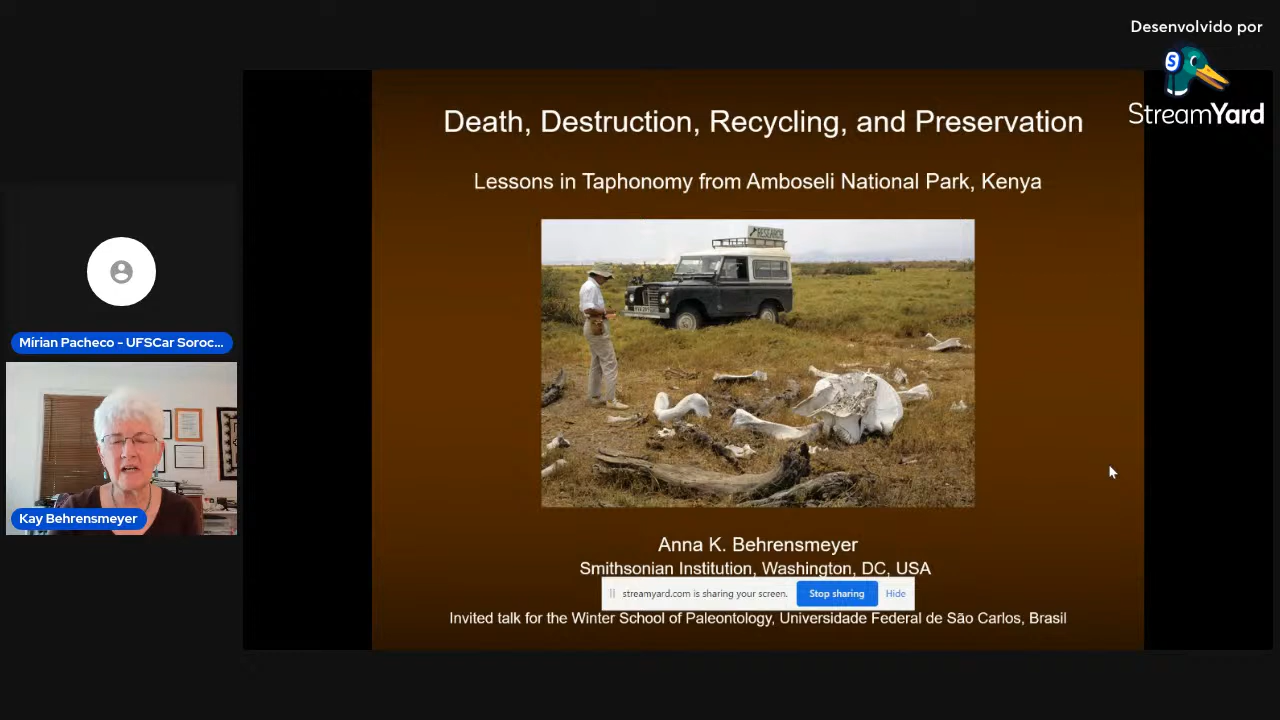 Desenvolvido por
StreamYard
Death, Destruction, Recycling, and Preservation
Lessons in Taphonomy from Amboseli National Park, Kenya
RESEARCH
Mírian Pacheco - UFSCar Soroc...
Kay Behrensmeyer
Anna K. Behrensmeyer
Smithsonian Institution, Washington, DC, USA
streamyard.com is sharing your screen.
Stop sharing
Hide
Invited talk for the Winter School of Paleontology, Universidade Federal de São Carlos, Brasil